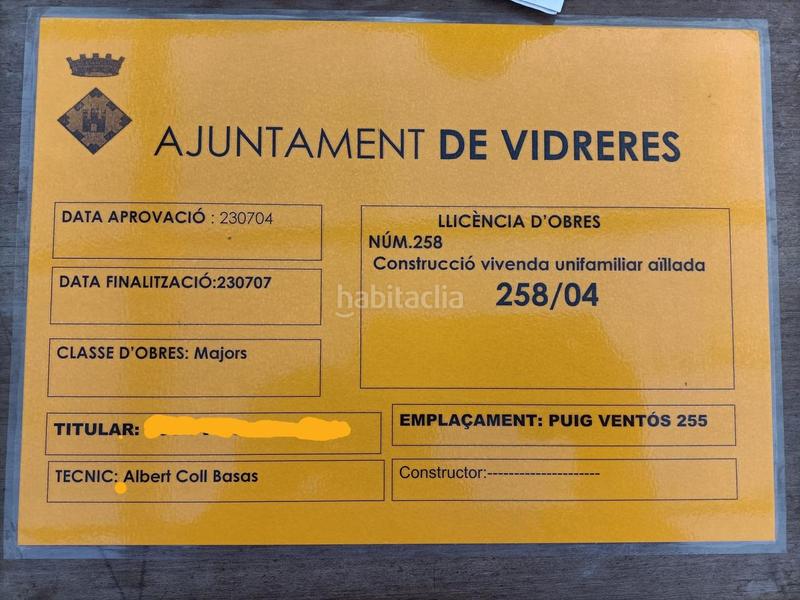 AJUNTAMENT DE VIDRERES
DATA APROVACIÓ : 230704
DATA FINALITZACIÓ:230707
CLASSE D'OBRES: Majors
LLICÈNCIA D'OBRES
NÚM.258
Construcció vivenda unifamiliar aïllada
258/04
habitaclia
TITULAR:
EMPLAÇAMENT: PUIG VENTÓS 255
TECNIC: Albert Coll Basas
Constructor:---------------------